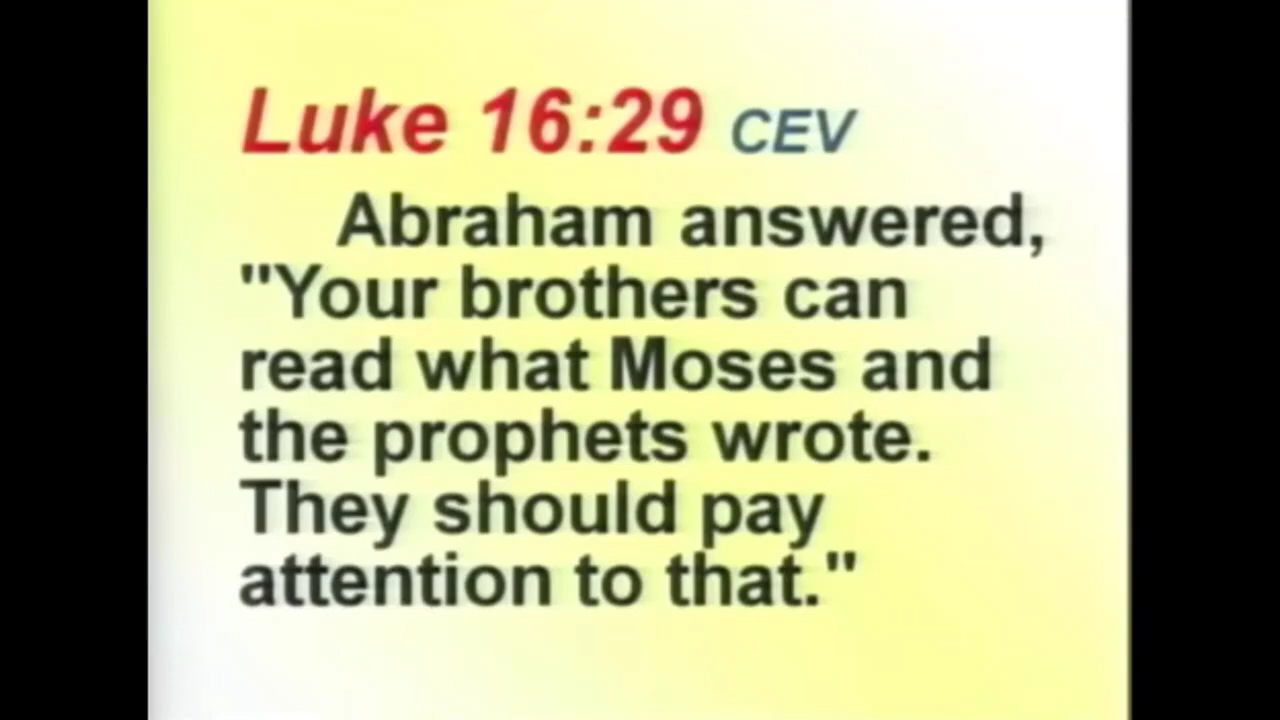 Luke 16:29 CEV
Abraham answered,
"Your brothers can
read what Moses and
the prophets wrote.
They should pay
attention to that."